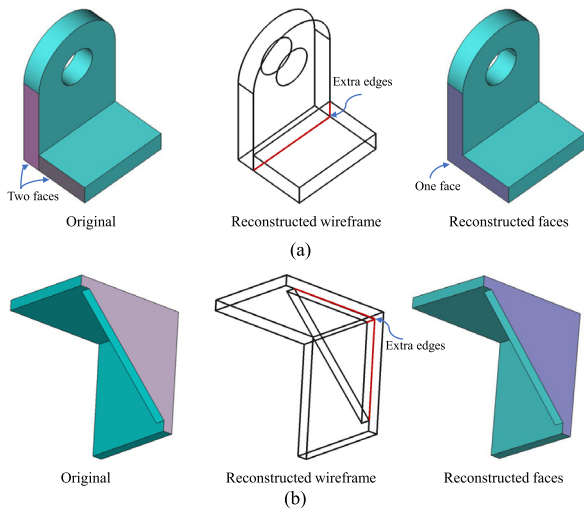 Extra edges
Two faces
One face
Original
Reconstructed wireframe
Reconstructed faces
(a)
Extra edges
Original
Reconstructed wireframe
Reconstructed faces
(b)